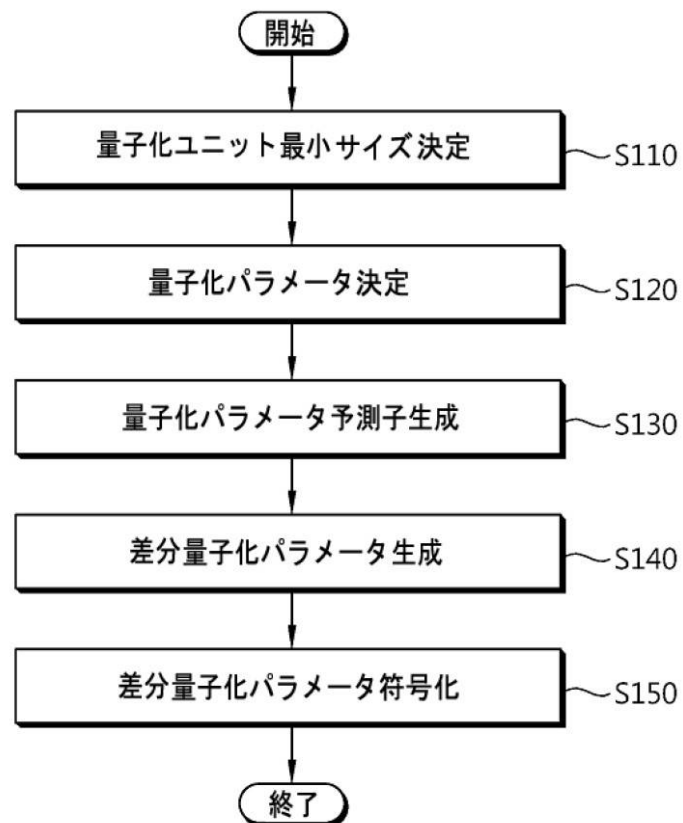 開始
量子化ユニット最小サイズ決定
S110
量子化パラメータ決定
S120
量子化パラメータ予測子生成
S130
差分量子化パラメータ生成
S140
差分量子化パラメータ符号化
S150
終了